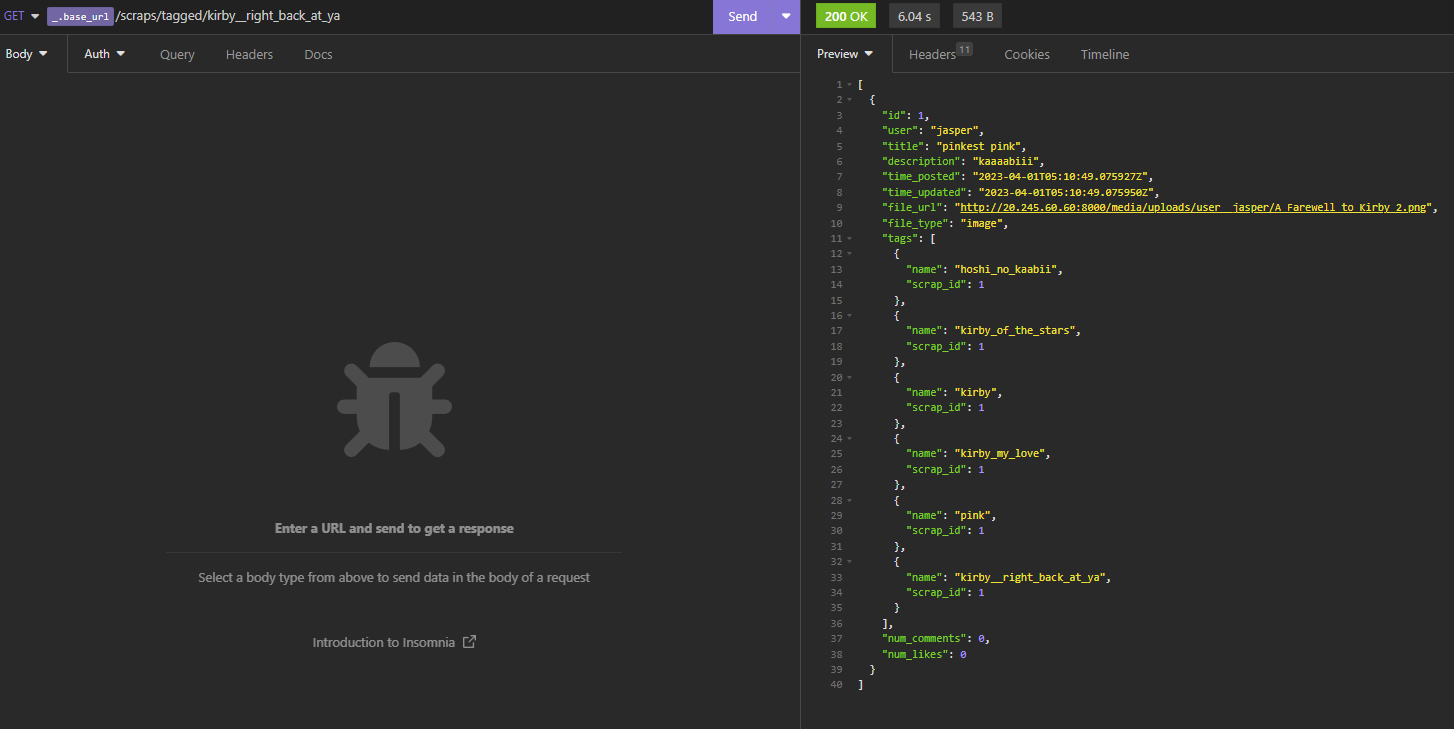 GET _.base_url /scraps/tagged/kirby__right_back_at_ya Send 200 OK 6.04 s 543 B
Body Auth Query Headers Docs
Enter a URL and send to get a response
Select a body type from above to send data in the body of a request
Introduction to Insomnia
Preview Headers 11 Cookies Timeline
1 [
2 {
3 "id": 1,
4 "user": "jasper",
5 "title": "pinkest pink",
6 "description": "kaaaabiii",
7 "time_posted": "2023-04-01T05:10:49.075927Z",
8 "time_updated": "2023-04-01T05:10:49.075950Z",
9 "file_url": "http://20.245.60.60:8000/media/uploads/user__jasper/A Farewell to Kirby 2.png",
10 "file_type": "image",
11 "tags": [
12 {
13 "name": "hoshi_no_kaabii",
14 "scrap_id": 1
15 },
16 {
17 "name": "kirby_of_the_stars",
18 "scrap_id": 1
19 },
20 {
21 "name": "kirby",
22 "scrap_id": 1
23 },
24 {
25 "name": "kirby_my_love",
26 "scrap_id": 1
27 },
28 {
29 "name": "pink",
30 "scrap_id": 1
31 },
32 {
33 "name": "kirby__right_back_at_ya",
34 "scrap_id": 1
35 }
36 ],
37 "num_comments": 0,
38 "num_likes": 0
39 }
40 ]